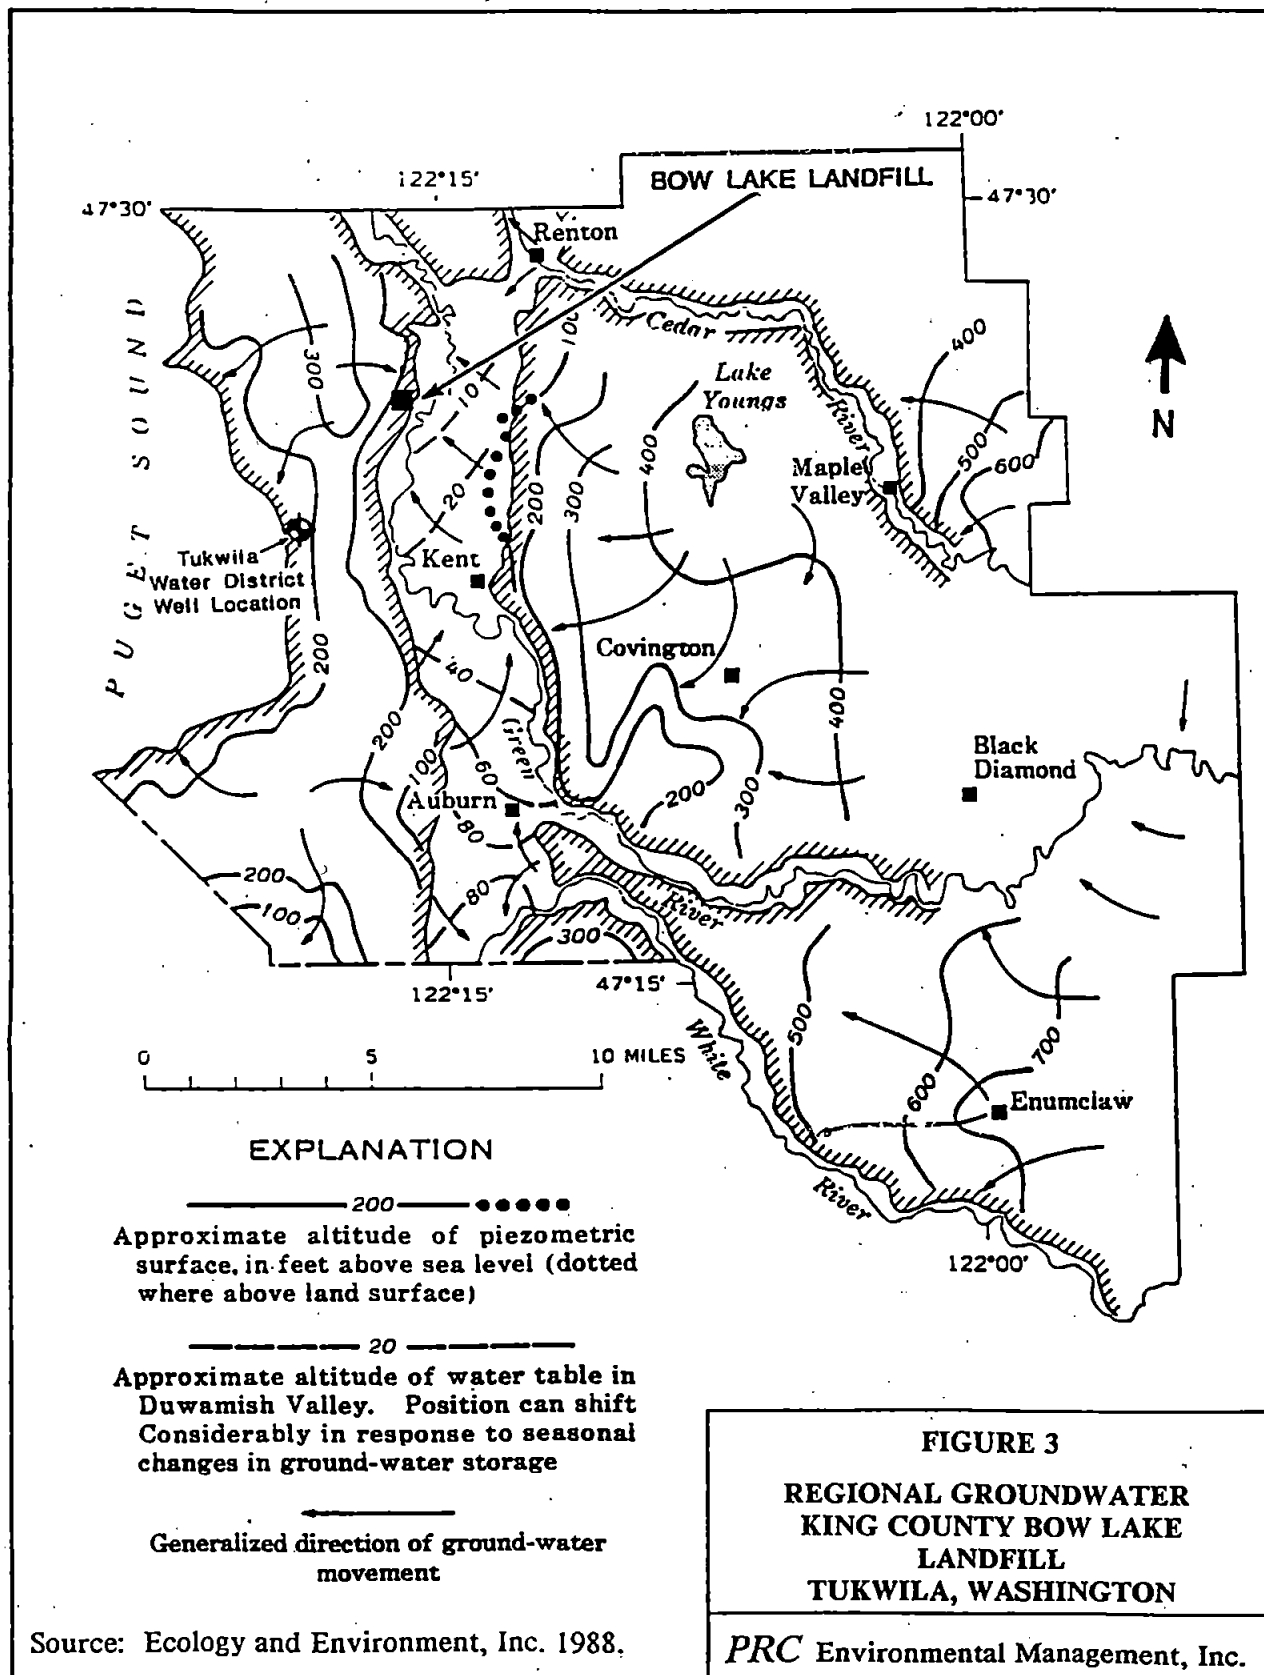 122°00'
122°15'
BOW LAKE LANDFILL
47°30'
47°30'
Renton
100
Cedar
400
300
10
Lake
Youngs
River
500
600
400
Maple
Valley
N
PUGET SOUND
20
200
300
Kent
Tukwila
Water District
Well Location
200
Covington
40
400
Green
200
Black
Diamond
100
60
200
300
Auburn
80
200
100
80
River
300
122°15'
47°15'
White
500
700
600
Enumclaw
River
122°00'
0 5 10 MILES
EXPLANATION
200
Approximate altitude of piezometric
surface, in feet above sea level (dotted
where above land surface)
20
Approximate altitude of water table in
Duwamish Valley. Position can shift
Considerably in response to seasonal
changes in ground-water storage
Generalized direction of ground-water
movement
FIGURE 3
REGIONAL GROUNDWATER
KING COUNTY BOW LAKE
LANDFILL
TUKWILA, WASHINGTON
Source: Ecology and Environment, Inc. 1988.
PRC Environmental Management, Inc.